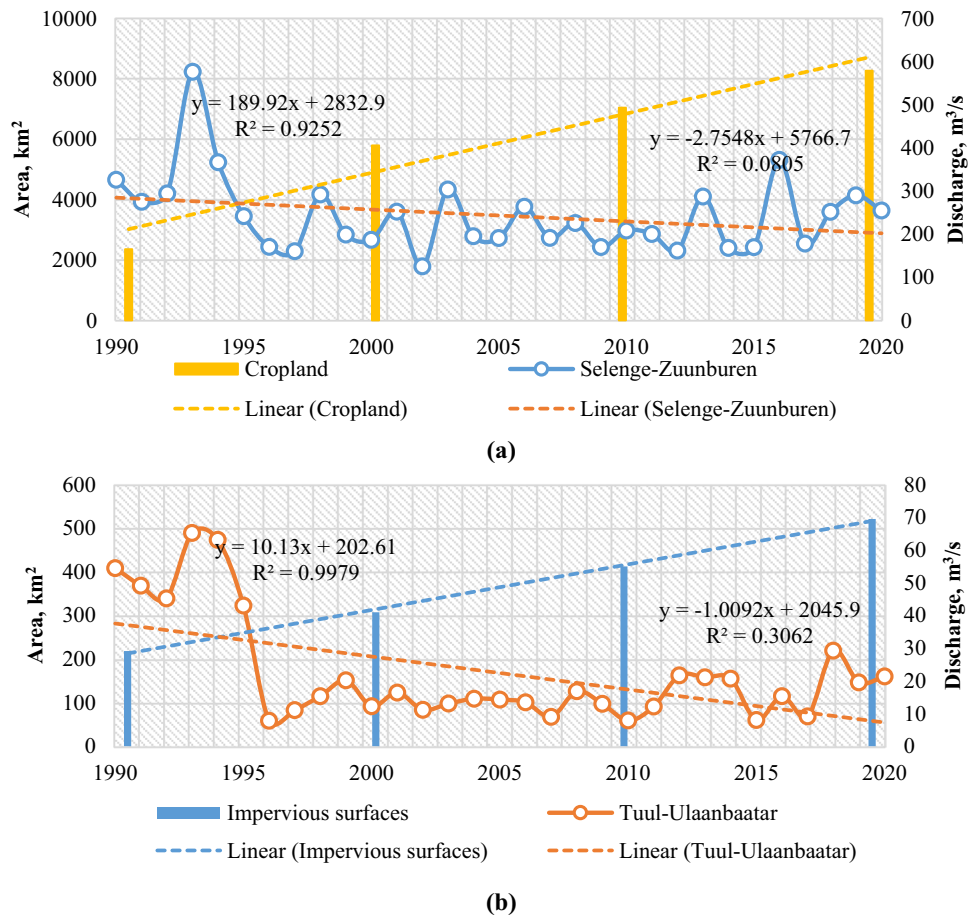 10000
8000
6000
4000
2000
0
Area, km²
700
600
500
400
300
200
100
0
Discharge, m³/s
y = 189.92x + 2832.9
R² = 0.9252
y = -2.7548x + 5766.7
R² = 0.0805
1990 1995 2000 2005 2010 2015 2020
Cropland Selenge-Zuunburen
Linear (Cropland) Linear (Selenge-Zuunburen)
(a)
600
500
400
300
200
100
0
Area, km²
80
70
60
50
40
30
20
10
0
Discharge, m³/s
y = 10.13x + 202.61
R² = 0.9979
y = -1.0092x + 2045.9
R² = 0.3062
1990 1995 2000 2005 2010 2015 2020
Impervious surfaces Tuul-Ulaanbaatar
Linear (Impervious surfaces) Linear (Tuul-Ulaanbaatar)
(b)